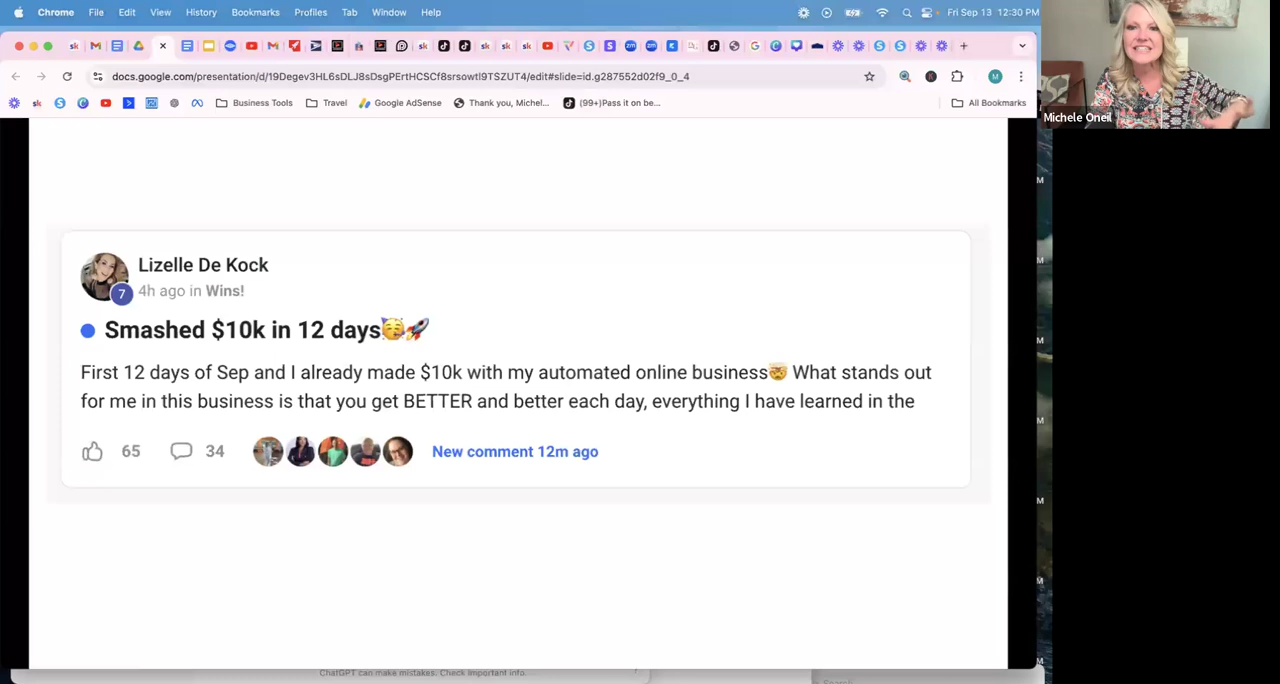 Chrome File Edit View History Bookmarks Profiles Tab Window Help Fri Sep 13 12:30 PM
docs.google.com/presentation/d/19Degev3HL6sDLJ8sDsgPErtHCSCf8srsowtl9TSZUT4/edit#slide=id.g287552d02f9_0_4
Business Tools Travel Google AdSense Thank you, Michel... (99+)Pass it on be... All Bookmarks
Michele Oneil
Lizelle De Kock
7
4h ago in Wins!
Smashed $10k in 12 days🥳🚀
First 12 days of Sep and I already made $10k with my automated online business🤯 What stands out
for me in this business is that you get BETTER and better each day, everything I have learned in the
65 34 New comment 12m ago
ChatGPT can make mistakes. Check important info.